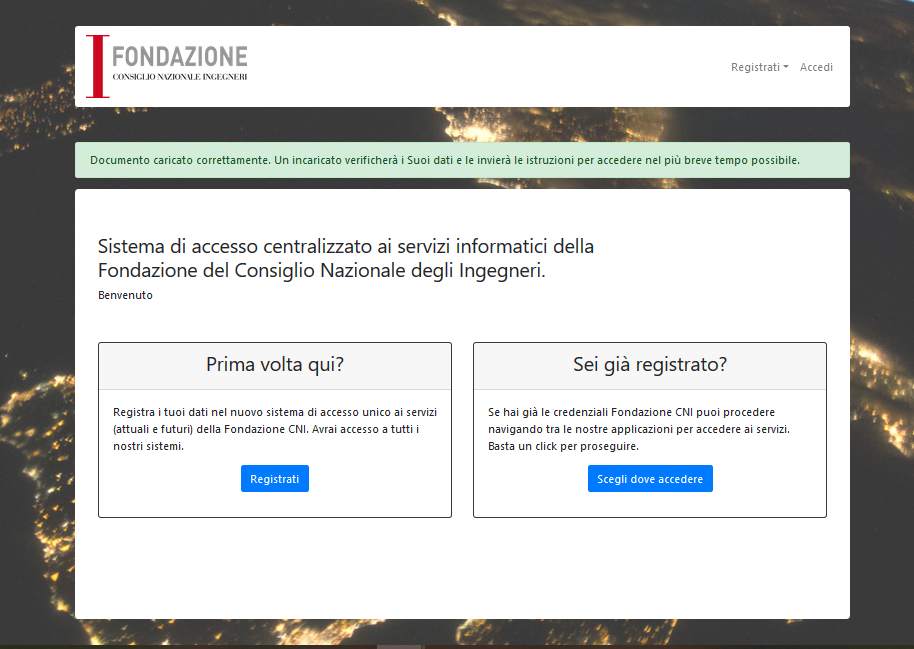 FONDAZIONE
CONSIGLIO NAZIONALE INGEGNERI
Registrati Accedi
Documento caricato correttamente. Un incaricato verificherà i Suoi dati e le invierà le istruzioni per accedere nel più breve tempo possibile.
Sistema di accesso centralizzato ai servizi informatici della
Fondazione del Consiglio Nazionale degli Ingegneri.
Benvenuto
Prima volta qui?
Registra i tuoi dati nel nuovo sistema di accesso unico ai servizi
(attuali e futuri) della Fondazione CNI. Avrai accesso a tutti i
nostri sistemi.
Registrati
Sei già registrato?
Se hai già le credenziali Fondazione CNI puoi procedere
navigando tra le nostre applicazioni per accedere ai servizi.
Basta un click per proseguire.
Scegli dove accedere